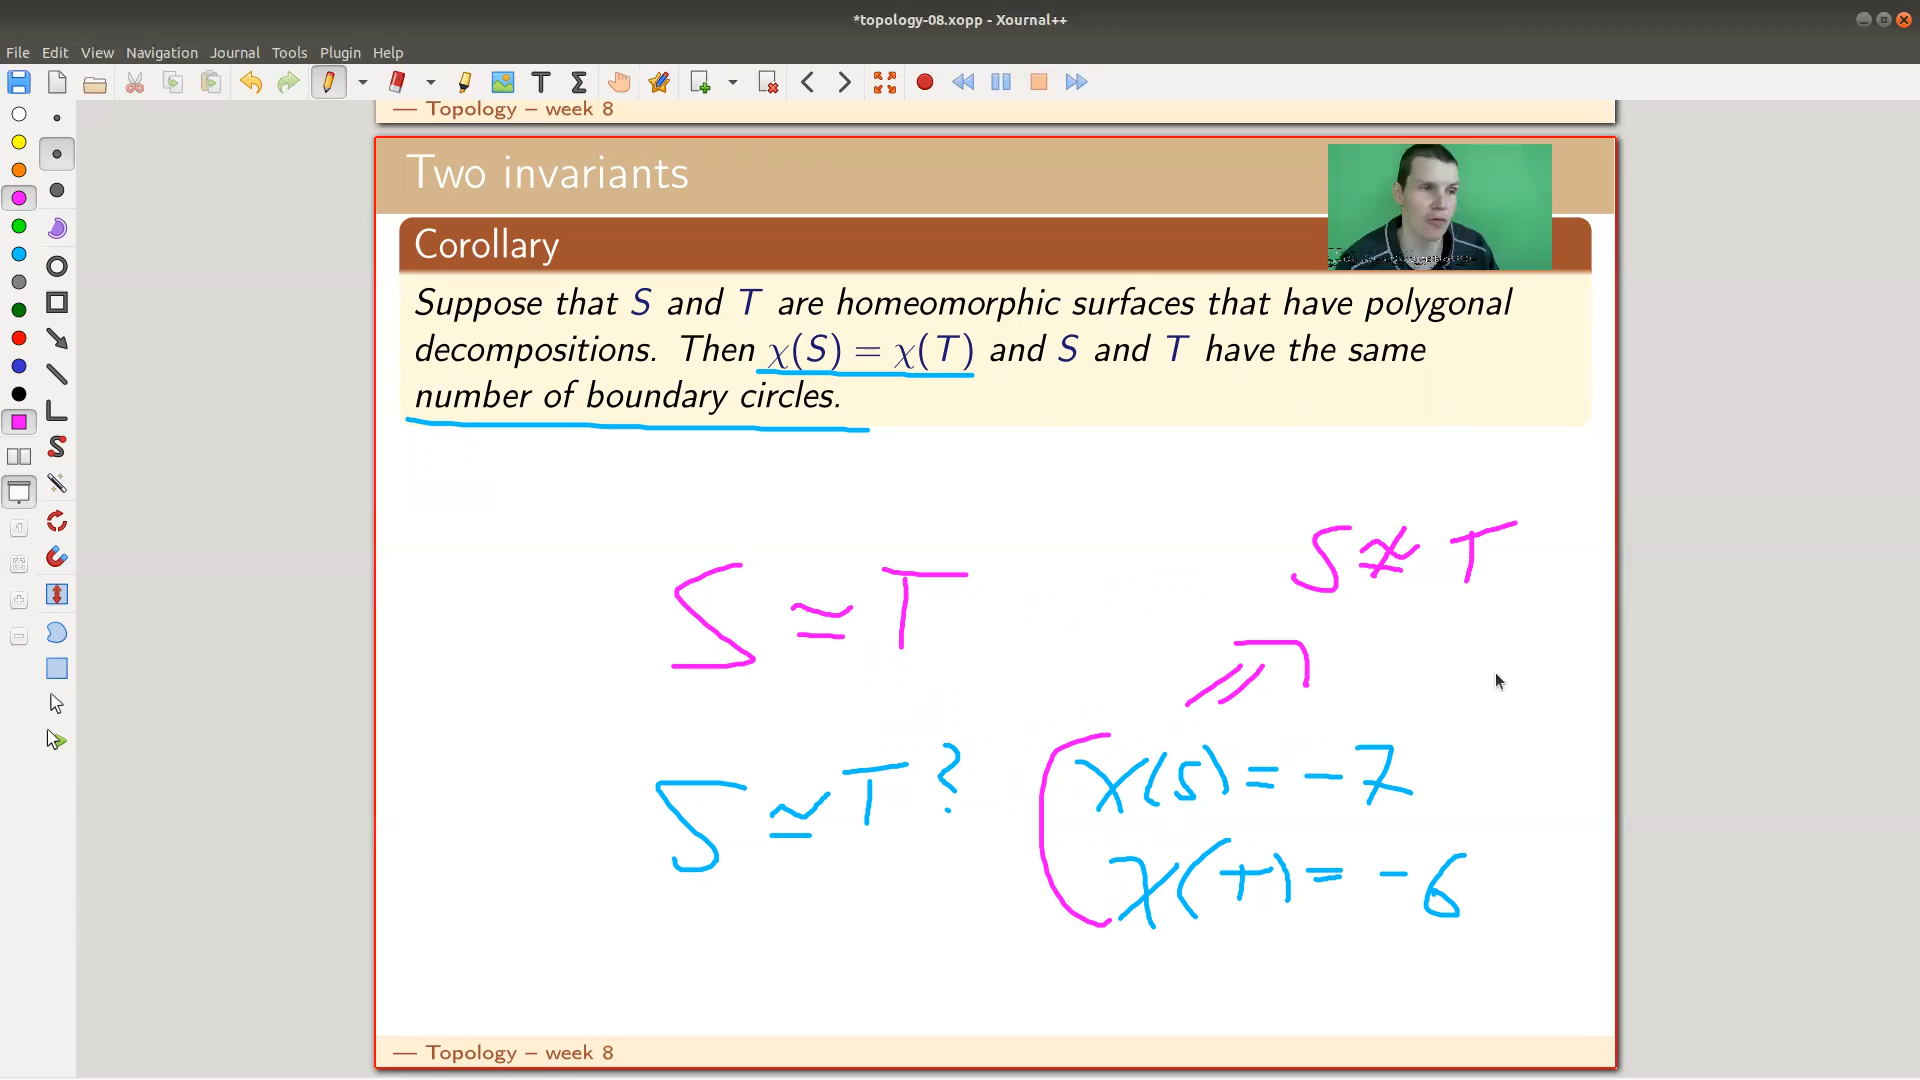 *topology-08.xopp - Xournal++
File Edit View Navigation Journal Tools Plugin Help
— Topology – week 8
Two invariants
Corollary
Suppose that S and T are homeomorphic surfaces that have polygonal
decompositions. Then χ(S) = χ(T) and S and T have the same
number of boundary circles.
S ≇ T
S ≅ T
S ≅ T ?
χ(S) = -7
χ(T) = -6
— Topology – week 8